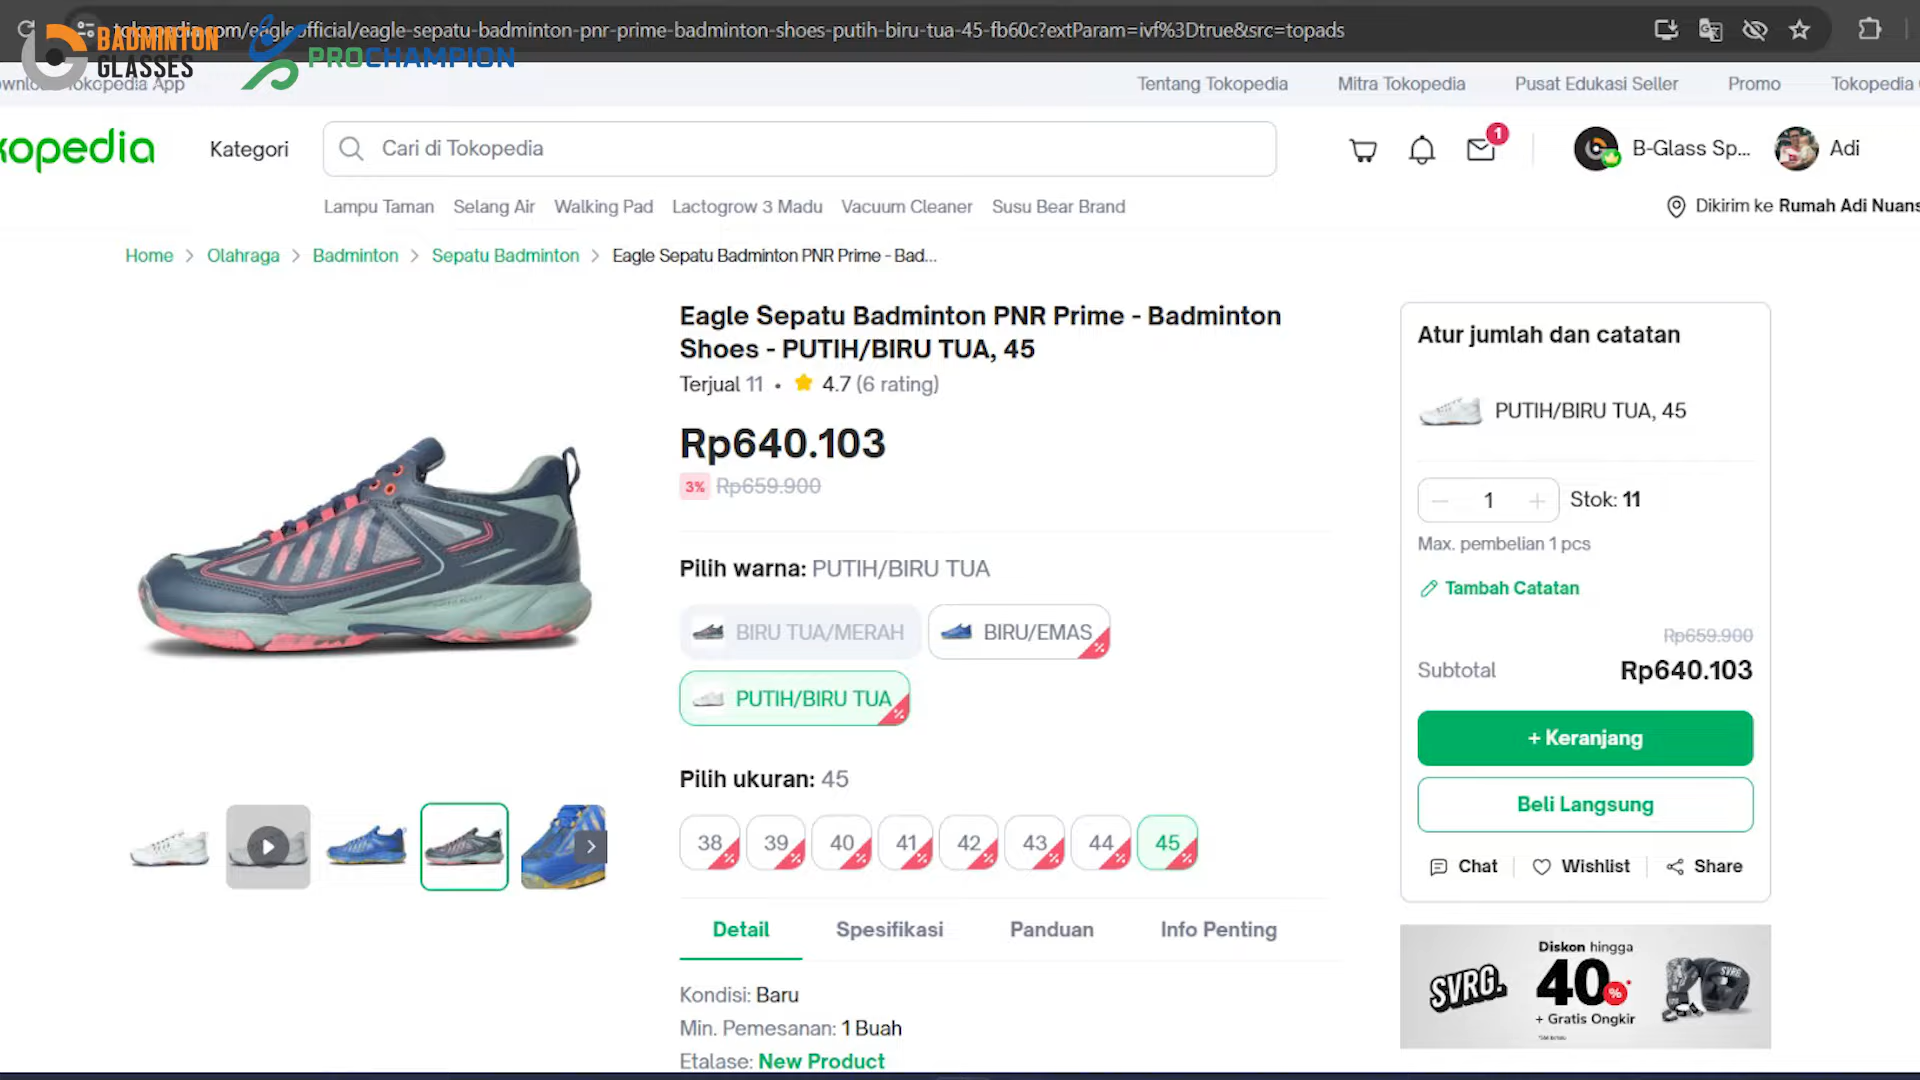 tokopedia.com/eagleofficial/eagle-sepatu-badminton-pnr-prime-badminton-shoes-putih-biru-tua-45-fb60c?extParam=ivf%3Dtrue&src=topads
BADMINTON
GLASSES
PROCHAMPION
Tokopedia App
Tentang Tokopedia
Mitra Tokopedia
Pusat Edukasi Seller
Promo
Tokopedia
kopedia
Kategori
Cari di Tokopedia
1
B-Glass Sp...
Adi
Lampu Taman
Selang Air
Walking Pad
Lactogrow 3 Madu
Vacuum Cleaner
Susu Bear Brand
Dikirim ke Rumah Adi Nuans
Home > Olahraga > Badminton > Sepatu Badminton > Eagle Sepatu Badminton PNR Prime - Bad...
Eagle Sepatu Badminton PNR Prime - Badminton
Shoes - PUTIH/BIRU TUA, 45
Terjual 11 • 4.7 (6 rating)
Rp640.103
3% Rp659.900
Pilih warna: PUTIH/BIRU TUA
BIRU TUA/MERAH
BIRU/EMAS
PUTIH/BIRU TUA
Pilih ukuran: 45
38
39
40
41
42
43
44
45
Detail
Spesifikasi
Panduan
Info Penting
Kondisi: Baru
Min. Pemesanan: 1 Buah
Etalase: New Product
Atur jumlah dan catatan
PUTIH/BIRU TUA, 45
1
Stok: 11
Max. pembelian 1 pcs
Tambah Catatan
Rp659.900
Subtotal
Rp640.103
+ Keranjang
Beli Langsung
Chat
Wishlist
Share
SVRG.
Diskon hingga
40%*
+ Gratis Ongkir
SVRG.